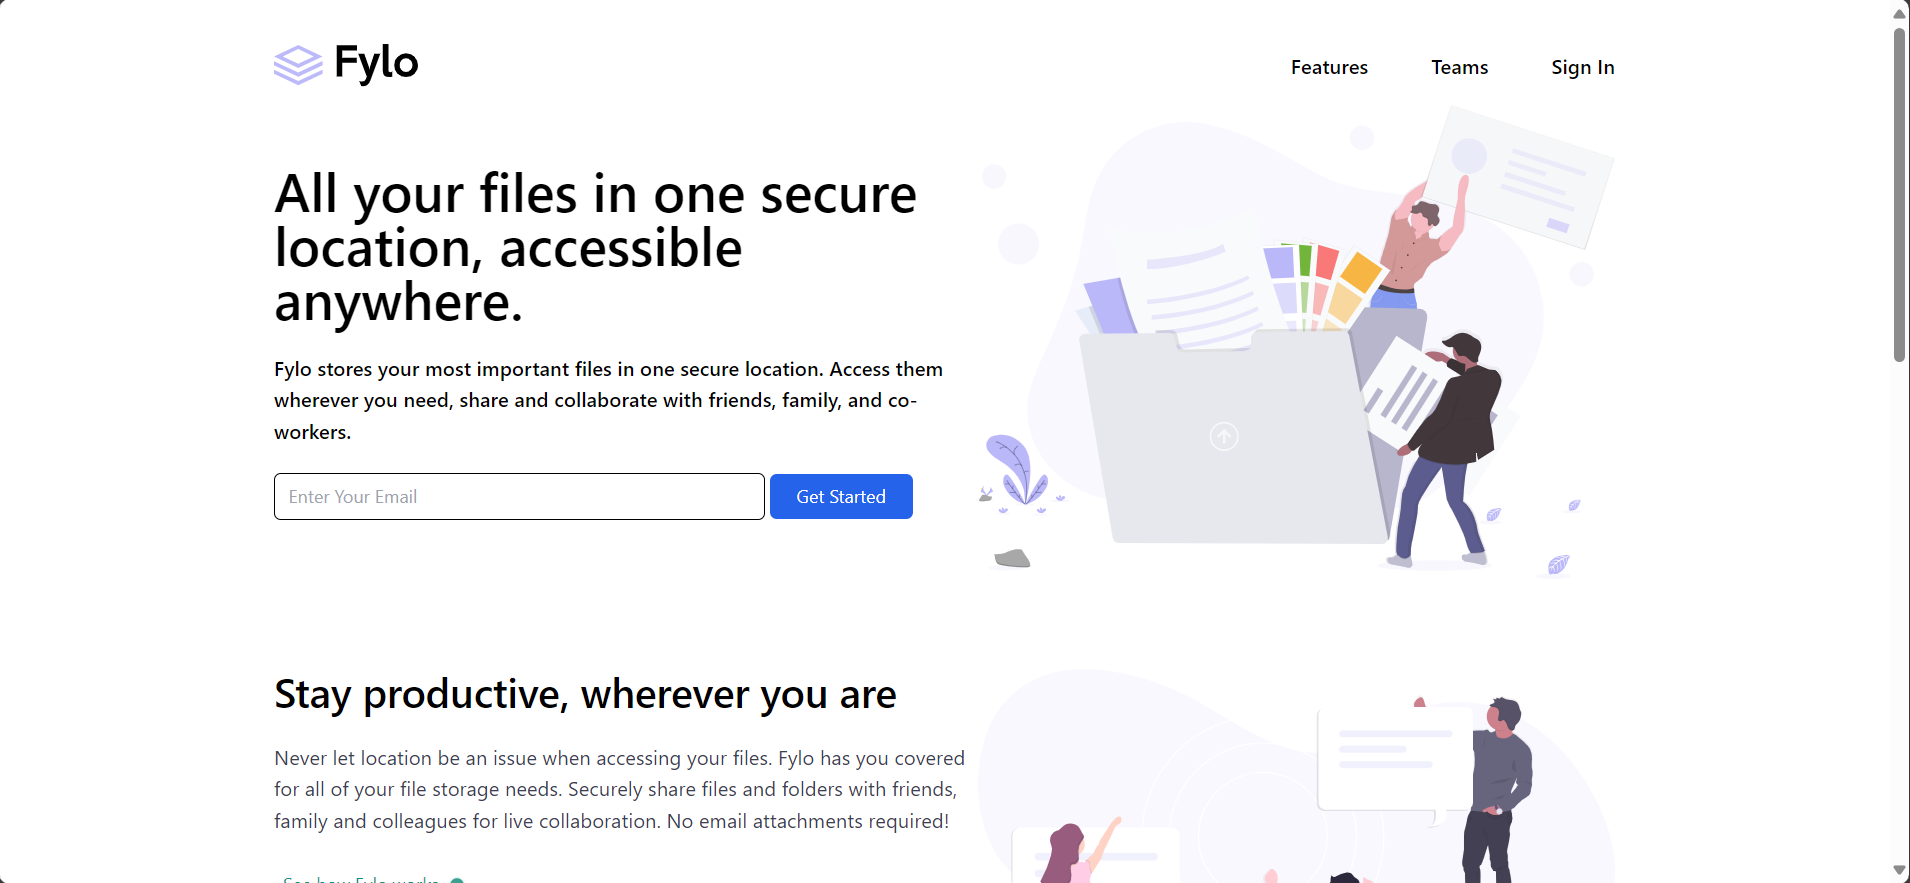 Fylo
Features
Teams
Sign In
All your files in one secure
location, accessible
anywhere.
Fylo stores your most important files in one secure location. Access them
wherever you need, share and collaborate with friends, family, and co-
workers.
Enter Your Email
Get Started
Stay productive, wherever you are
Never let location be an issue when accessing your files. Fylo has you covered
for all of your file storage needs. Securely share files and folders with friends,
family and colleagues for live collaboration. No email attachments required!
See how Fylo works